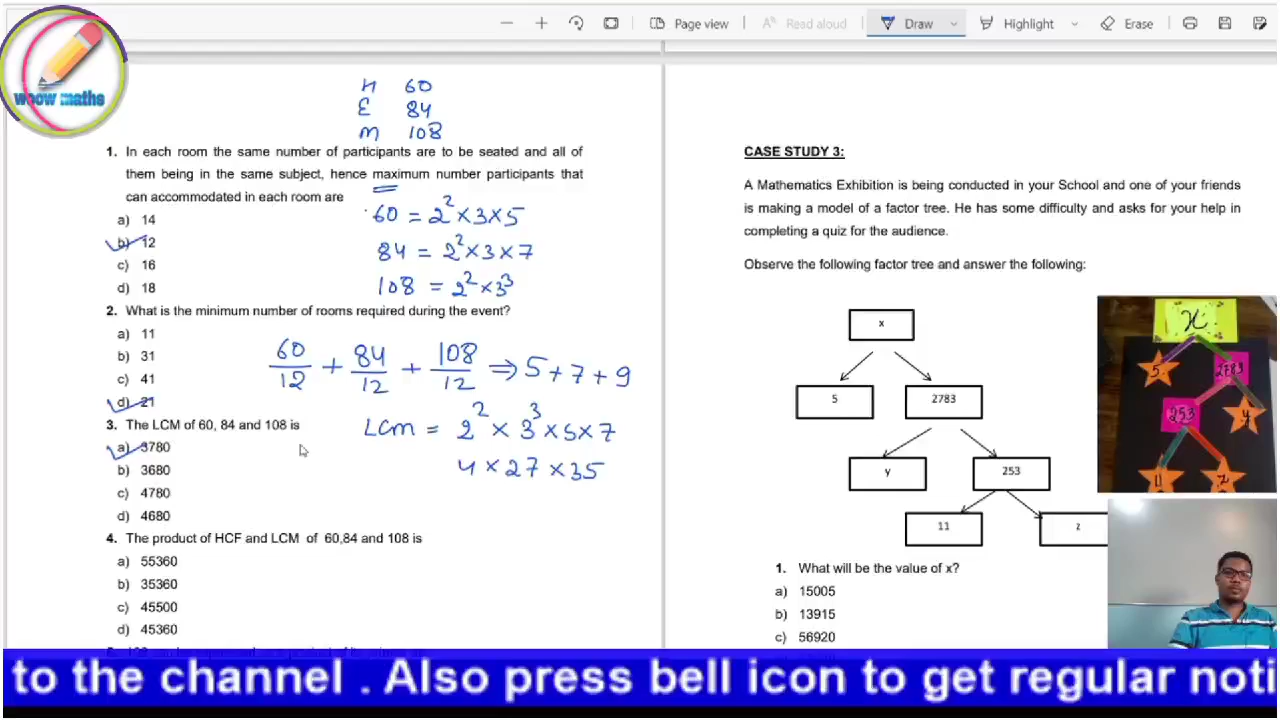 Page view
Read aloud
Draw
Highlight
Erase
woow maths
H 60
E 84
M 108
1. In each room the same number of participants are to be seated and all of
them being in the same subject, hence maximum number participants that
can accommodated in each room are
a) 14
b) 12
c) 16
d) 18
60 = 2² × 3 × 5
84 = 2² × 3 × 7
108 = 2² × 3³
2. What is the minimum number of rooms required during the event?
a) 11
b) 31
c) 41
d) 21
60/12 + 84/12 + 108/12 ⇒ 5 + 7 + 9
3. The LCM of 60, 84 and 108 is
a) 3780
b) 3680
c) 4780
d) 4680
LCM = 2² × 3³ × 5 × 7
4 × 27 × 35
4. The product of HCF and LCM of 60,84 and 108 is
a) 55360
b) 35360
c) 45500
d) 45360
CASE STUDY 3:
A Mathematics Exhibition is being conducted in your School and one of your friends
is making a model of a factor tree. He has some difficulty and asks for your help in
completing a quiz for the audience.
Observe the following factor tree and answer the following:
x
5 2783
y 253
11 z
x
5 2783
253 y
11 z
1. What will be the value of x?
a) 15005
b) 13915
c) 56920
to the channel . Also press bell icon to get regular noti